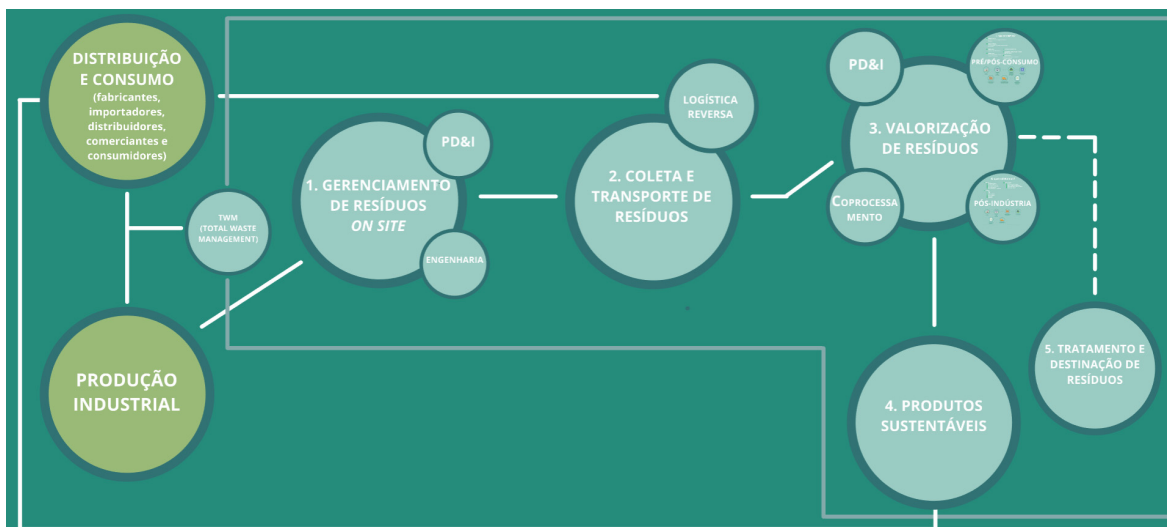 DISTRIBUIÇÃO
E CONSUMO
(fabricantes,
importadores,
distribuidores,
comerciantes e
consumidores)
TWM
(TOTAL WASTE
MANAGEMENT)
PRODUÇÃO
INDUSTRIAL
PD&I
1. GERENCIAMENTO
DE RESÍDUOS
ON SITE
ENGENHARIA
LOGÍSTICA
REVERSA
2. COLETA E
TRANSPORTE DE
RESÍDUOS
PD&I
PRÉ/PÓS-CONSUMO
3. VALORIZAÇÃO
DE RESÍDUOS
COPROCESSA
MENTO
PÓS-INDÚSTRIA
4. PRODUTOS
SUSTENTÁVEIS
5. TRATAMENTO E
DESTINAÇÃO DE
RESÍDUOS